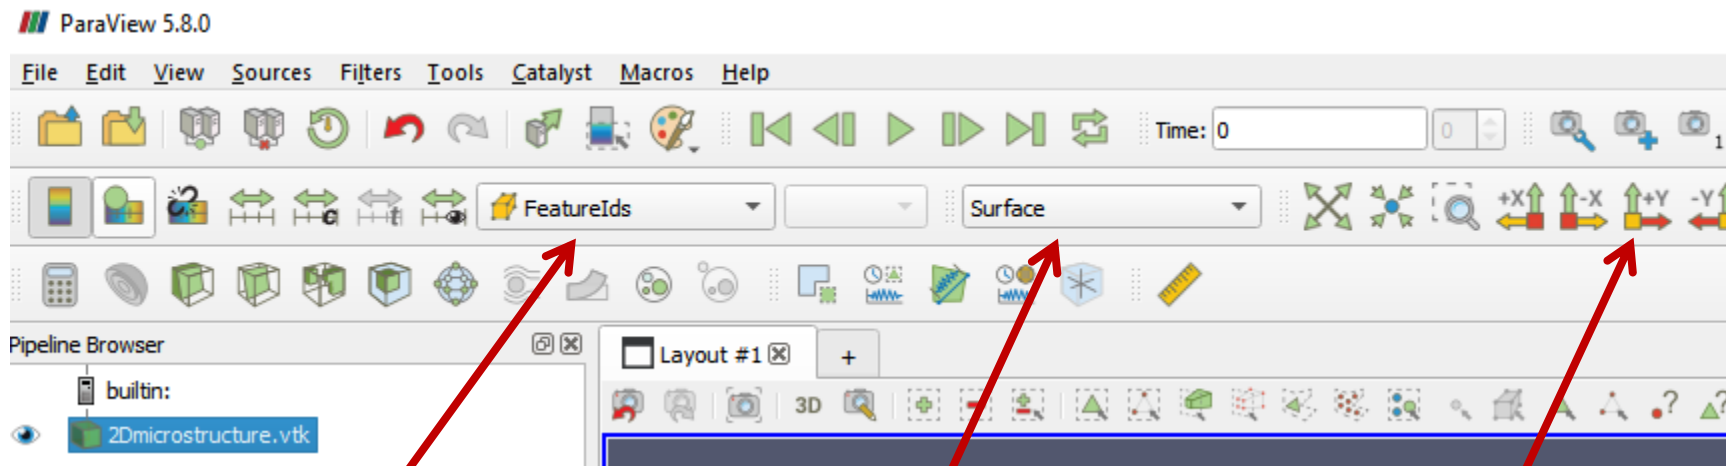 ParaView 5.8.0
File Edit View Sources Filters Tools Catalyst Macros Help
Time: 0 0 1
FeatureIds Surface +X -X +Y -Y
c t
Pipeline Browser Layout #1 +
builtin: 3D ? ?
2Dmicrostructure.vtk